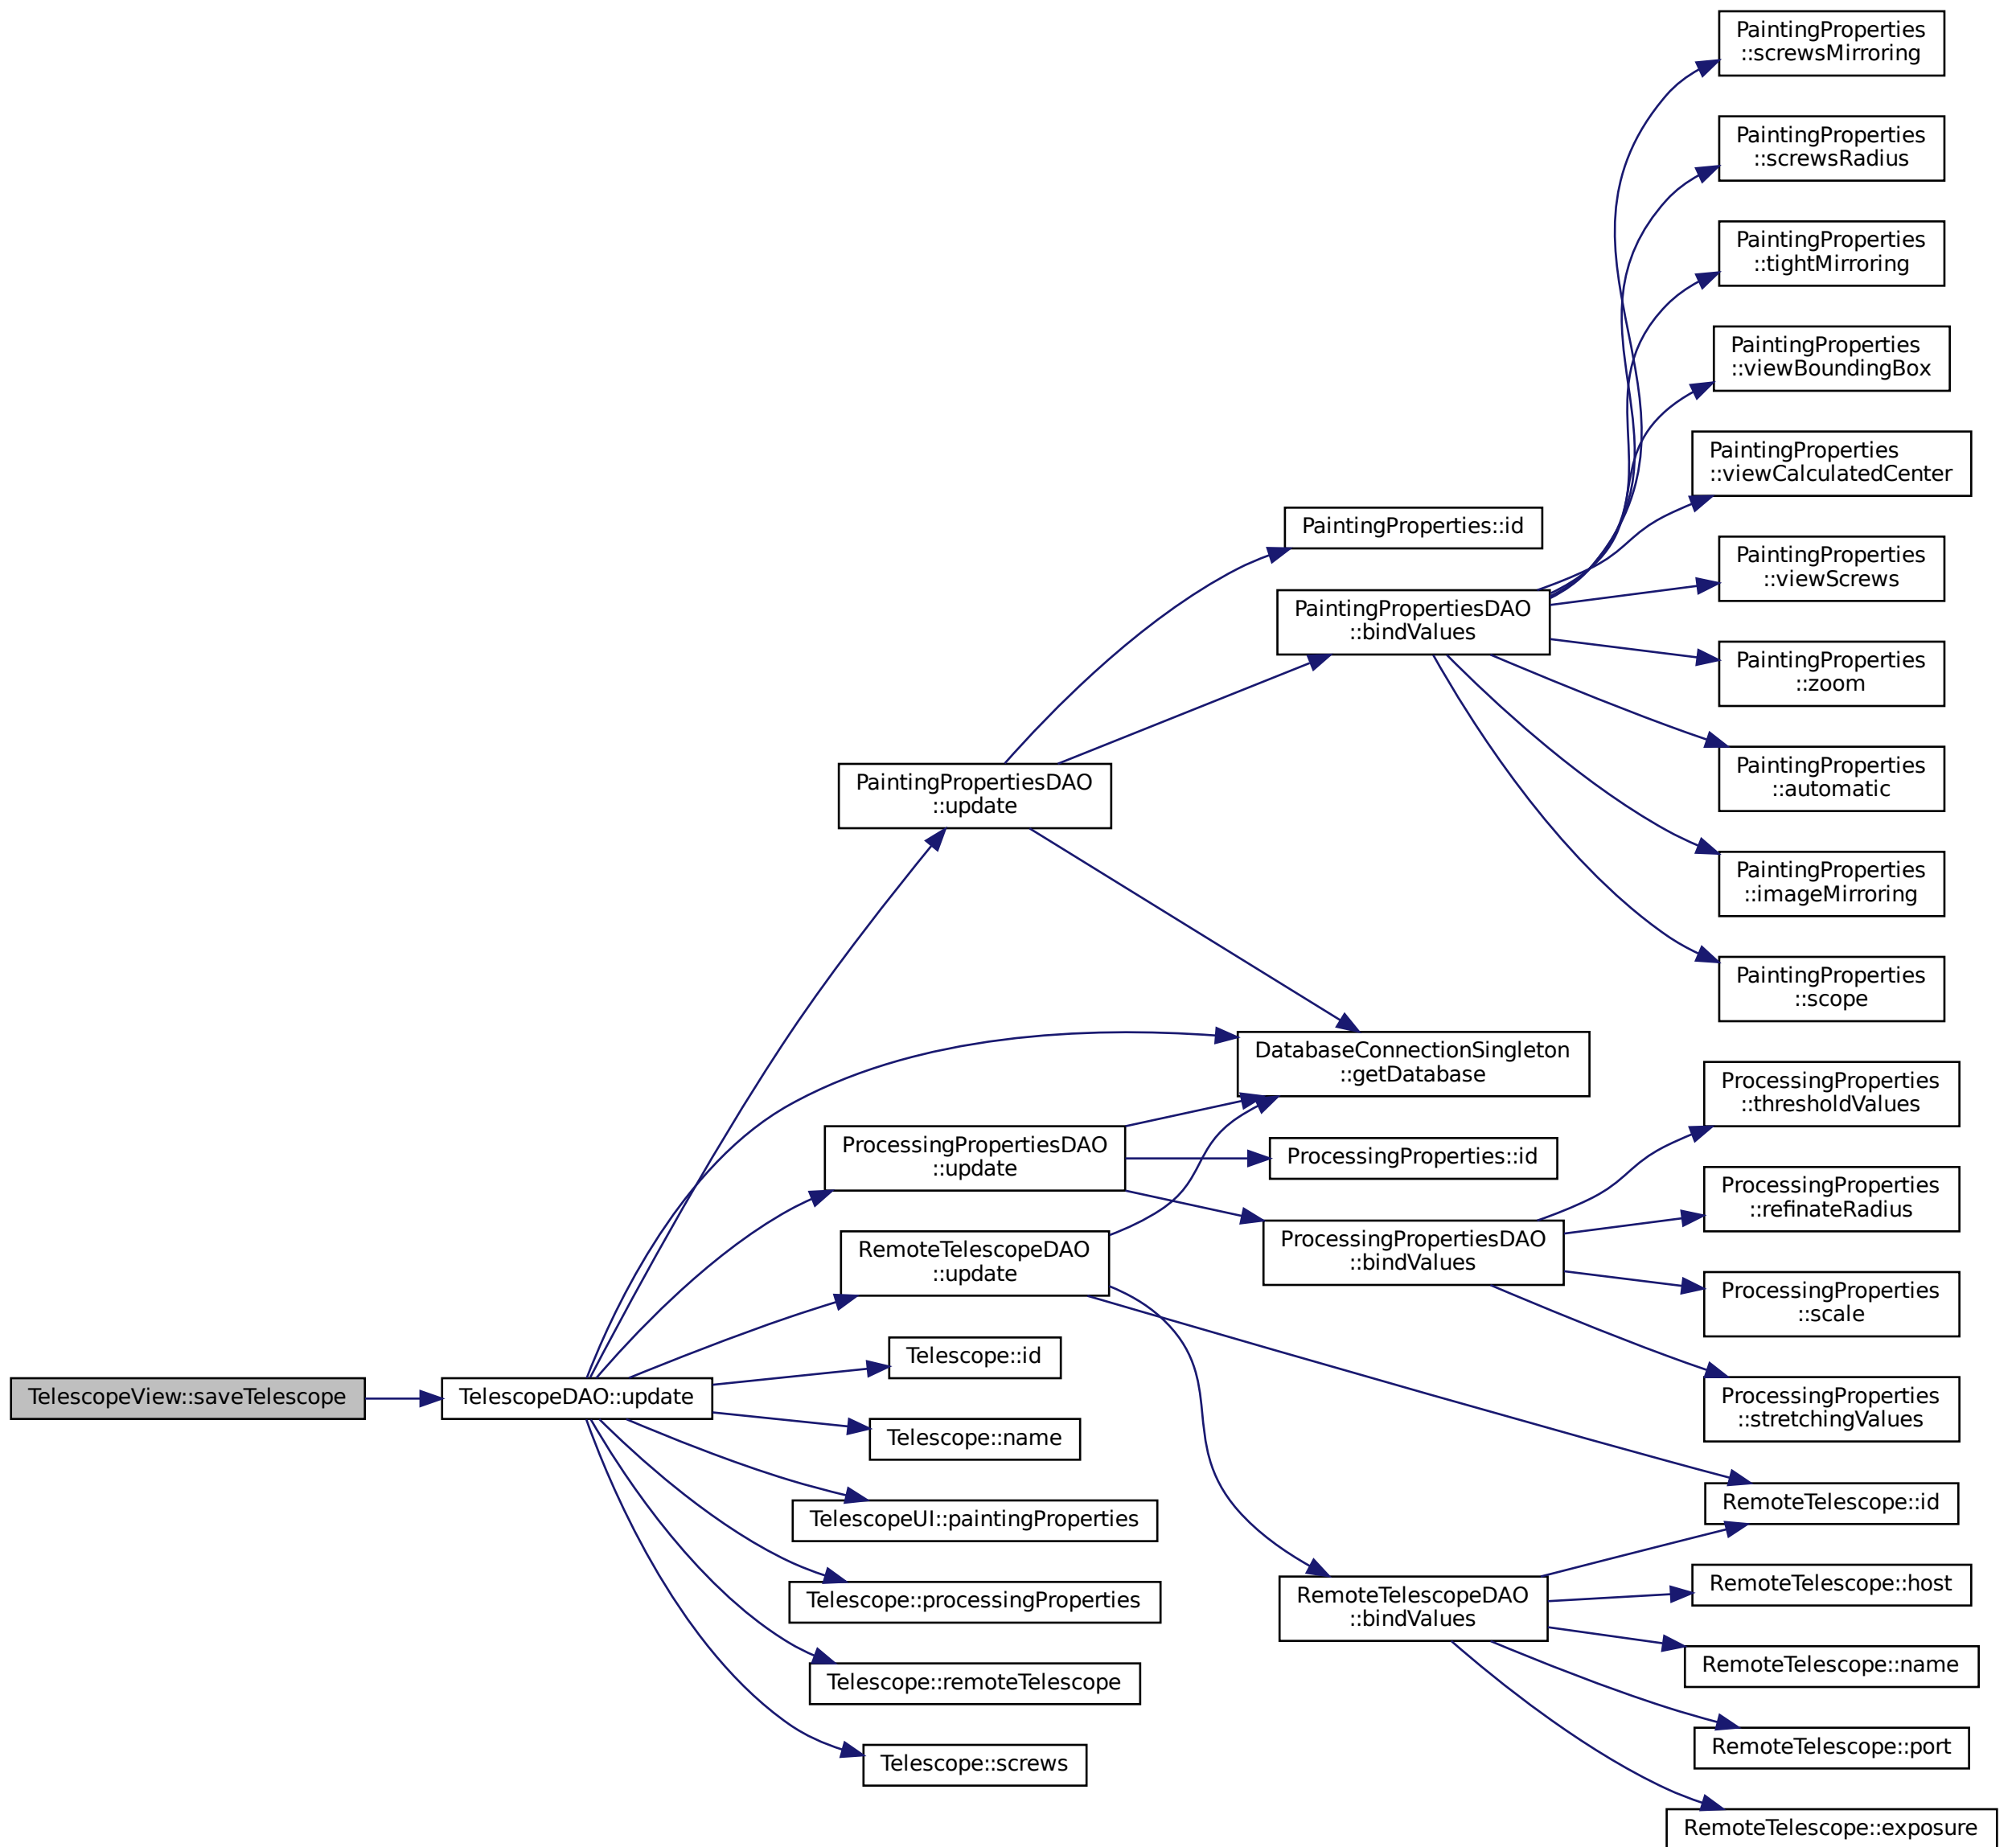 PaintingProperties
::screwsMirroring
PaintingProperties
::screwsRadius
PaintingProperties
::tightMirroring
PaintingProperties
::viewBoundingBox
PaintingProperties
::viewCalculatedCenter
PaintingProperties::id
PaintingProperties
::viewScrews
PaintingPropertiesDAO
::bindValues
PaintingProperties
::zoom
PaintingPropertiesDAO
::update
PaintingProperties
::automatic
PaintingProperties
::imageMirroring
PaintingProperties
::scope
DatabaseConnectionSingleton
::getDatabase
ProcessingProperties
::thresholdValues
ProcessingPropertiesDAO
::update
ProcessingProperties::id
ProcessingProperties
::refinateRadius
RemoteTelescopeDAO
::update
ProcessingPropertiesDAO
::bindValues
ProcessingProperties
::scale
TelescopeView::saveTelescope
TelescopeDAO::update
Telescope::id
ProcessingProperties
::stretchingValues
Telescope::name
TelescopeUI::paintingProperties
RemoteTelescope::id
Telescope::processingProperties
RemoteTelescopeDAO
::bindValues
RemoteTelescope::host
Telescope::remoteTelescope
RemoteTelescope::name
Telescope::screws
RemoteTelescope::port
RemoteTelescope::exposure